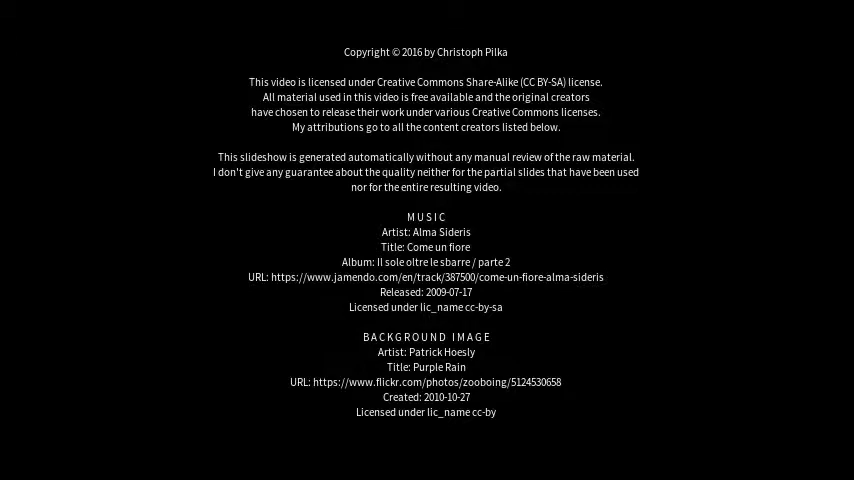 Copyright © 2016 by Christoph Pilka
This video is licensed under Creative Commons Share-Alike (CC BY-SA) license.
All material used in this video is free available and the original creators
have chosen to release their work under various Creative Commons licenses.
My attributions go to all the content creators listed below.
This slideshow is generated automatically without any manual review of the raw material.
I don't give any guarantee about the quality neither for the partial slides that have been used
nor for the entire resulting video.
M U S I C
Artist: Alma Sideris
Title: Come un fiore
Album: Il sole oltre le sbarre / parte 2
URL: https://www.jamendo.com/en/track/387500/come-un-fiore-alma-sideris
Released: 2009-07-17
Licensed under lic_name cc-by-sa
B A C K G R O U N D   I M A G E
Artist: Patrick Hoesly
Title: Purple Rain
URL: https://www.flickr.com/photos/zooboing/5124530658
Created: 2010-10-27
Licensed under lic_name cc-by